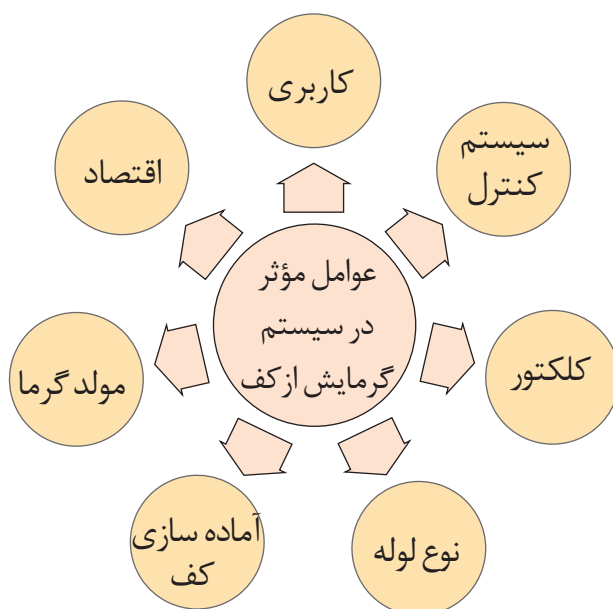 عوامل مؤثر
در سیستم
گرمایش از کف
کاربری
سیستم
کنترل
کلکتور
نوع لوله
آماده سازی
کف
مولد گرما
اقتصاد